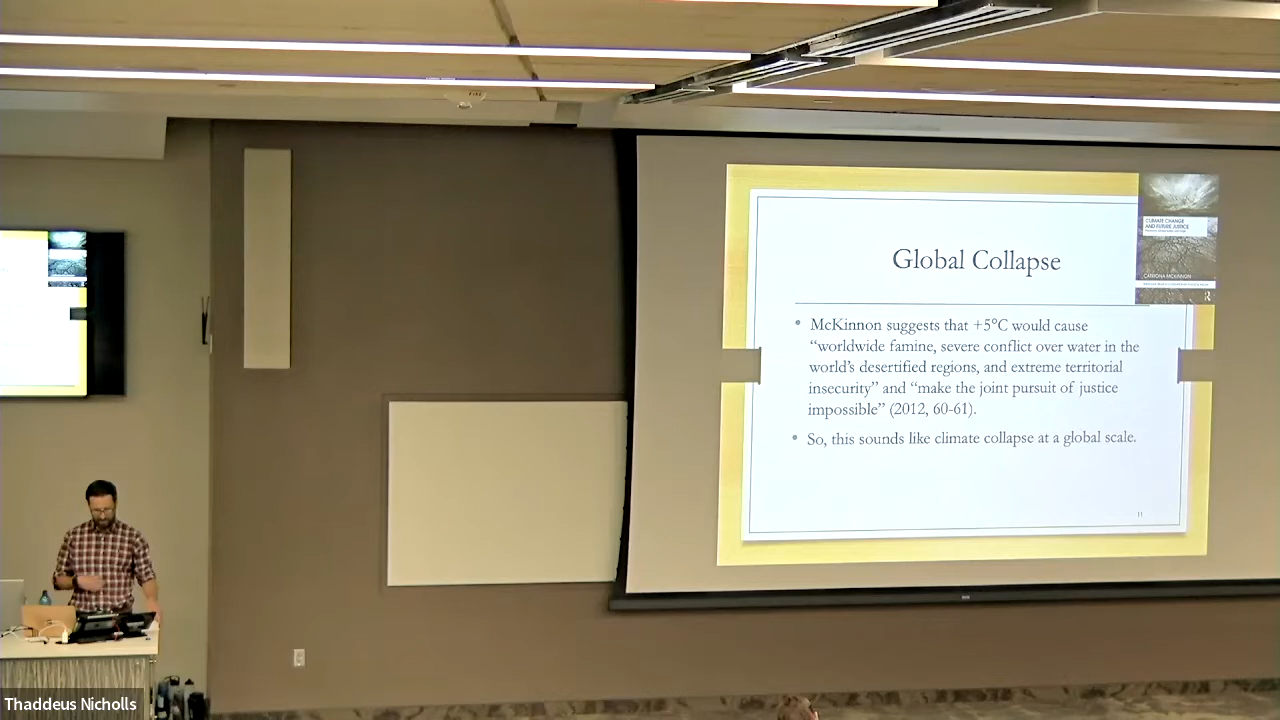 Global Collapse
CLIMATE CHANGE
AND FUTURE JUSTICE
CATRIONA MCKINNON
• McKinnon suggests that +5°C would cause
“worldwide famine, severe conflict over water in the
world’s desertified regions, and extreme territorial
insecurity” and “make the joint pursuit of justice
impossible” (2012, 60-61).
• So, this sounds like climate collapse at a global scale.
11
Thaddeus Nicholls